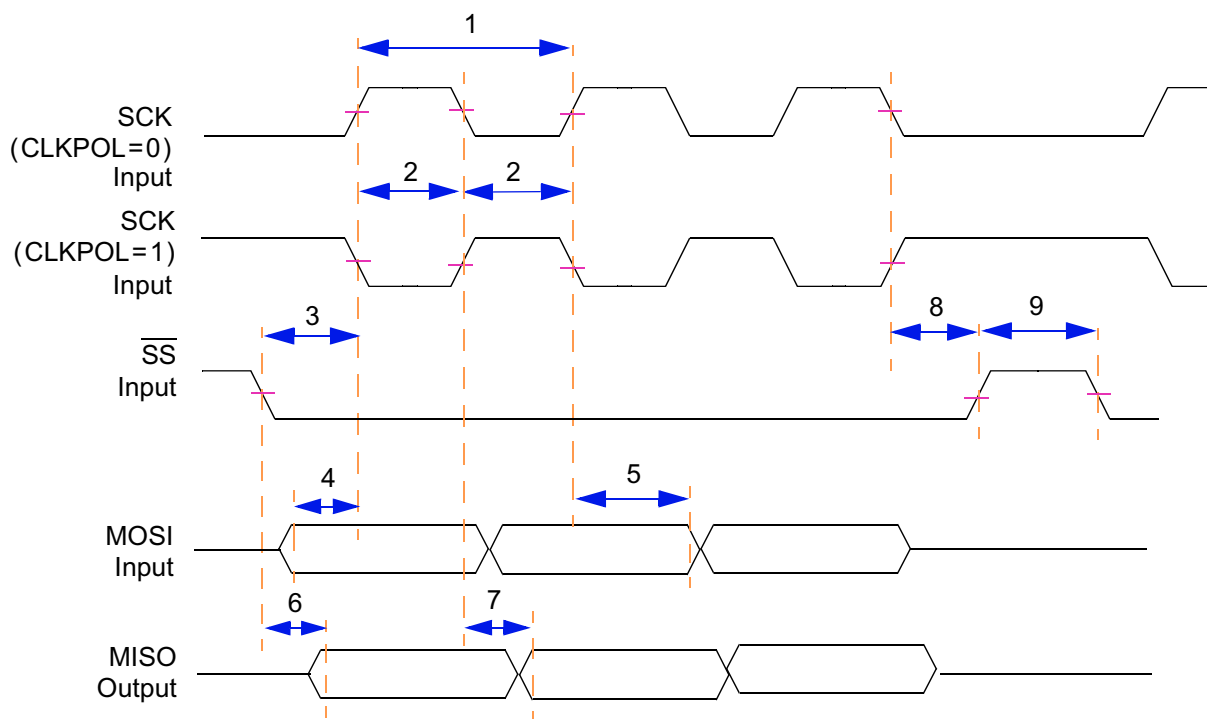 1
SCK
(CLKPOL=0)
Input
2 2
SCK
(CLKPOL=1)
Input
3
8 9
SS
Input
4
5
MOSI
Input
6
7
MISO
Output